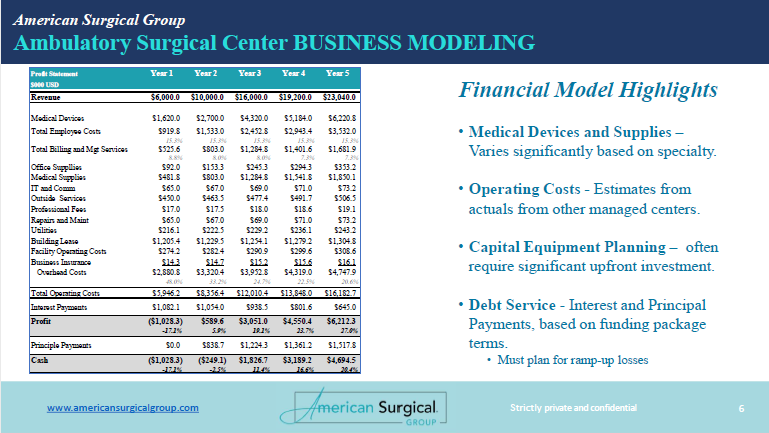 American Surgical Group
Ambulatory Surgical Center BUSINESS MODELING
Profit Statement Year 1 Year 2 Year 3 Year 4 Year 5
$000 USD
Revenue $6,000.0 $10,000.0 $16,000.0 $19,200.0 $23,040.0
Medical Devices $1,620.0 $2,700.0 $4,320.0 $5,184.0 $6,220.8
Total Employee Costs $919.8 $1,533.0 $2,452.8 $2,943.4 $3,532.0
15.3% 15.3% 15.3% 15.3% 15.3%
Total Billing and Mgt Services $525.6 $803.0 $1,284.8 $1,401.6 $1,681.9
8.8% 8.0% 8.0% 7.3% 7.3%
Office Suppllies $92.0 $153.3 $245.3 $294.3 $353.2
Medical Supplies $481.8 $803.0 $1,284.8 $1,541.8 $1,850.1
IT and Comm $65.0 $67.0 $69.0 $71.0 $73.2
Outside Services $450.0 $463.5 $477.4 $491.7 $506.5
Professional Fees $17.0 $17.5 $18.0 $18.6 $19.1
Repairs and Maint $65.0 $67.0 $69.0 $71.0 $73.2
Utilities $216.1 $222.5 $229.2 $236.1 $243.2
Building Lease $1,205.4 $1,229.5 $1,254.1 $1,279.2 $1,304.8
Facility Operating Costs $274.2 $282.4 $290.9 $299.6 $308.6
Business Insurance $14.3 $14.7 $15.2 $15.6 $16.1
Overhead Costs $2,880.8 $3,320.4 $3,952.8 $4,319.0 $4,747.9
48.0% 33.2% 24.7% 22.5% 20.6%
Total Operating Costs $5,946.2 $8,356.4 $12,010.4 $13,848.0 $16,182.7
Interest Payments $1,082.1 $1,054.0 $938.5 $801.6 $645.0
Profit ($1,028.3) $589.6 $3,051.0 $4,550.4 $6,212.3
-17.1% 5.9% 19.1% 23.7% 27.0%
Principle Payments $0.0 $838.7 $1,224.3 $1,361.2 $1,517.8
Cash ($1,028.3) ($249.1) $1,826.7 $3,189.2 $4,694.5
-17.1% -2.5% 11.4% 16.6% 20.4%
Financial Model Highlights
• Medical Devices and Supplies –
Varies significantly based on specialty.
• Operating Costs - Estimates from
actuals from other managed centers.
• Capital Equipment Planning – often
require significant upfront investment.
• Debt Service - Interest and Principal
Payments, based on funding package
terms.
• Must plan for ramp-up losses
www.americansurgicalgroup.com
American Surgical
GROUP
Strictly private and confidential
6